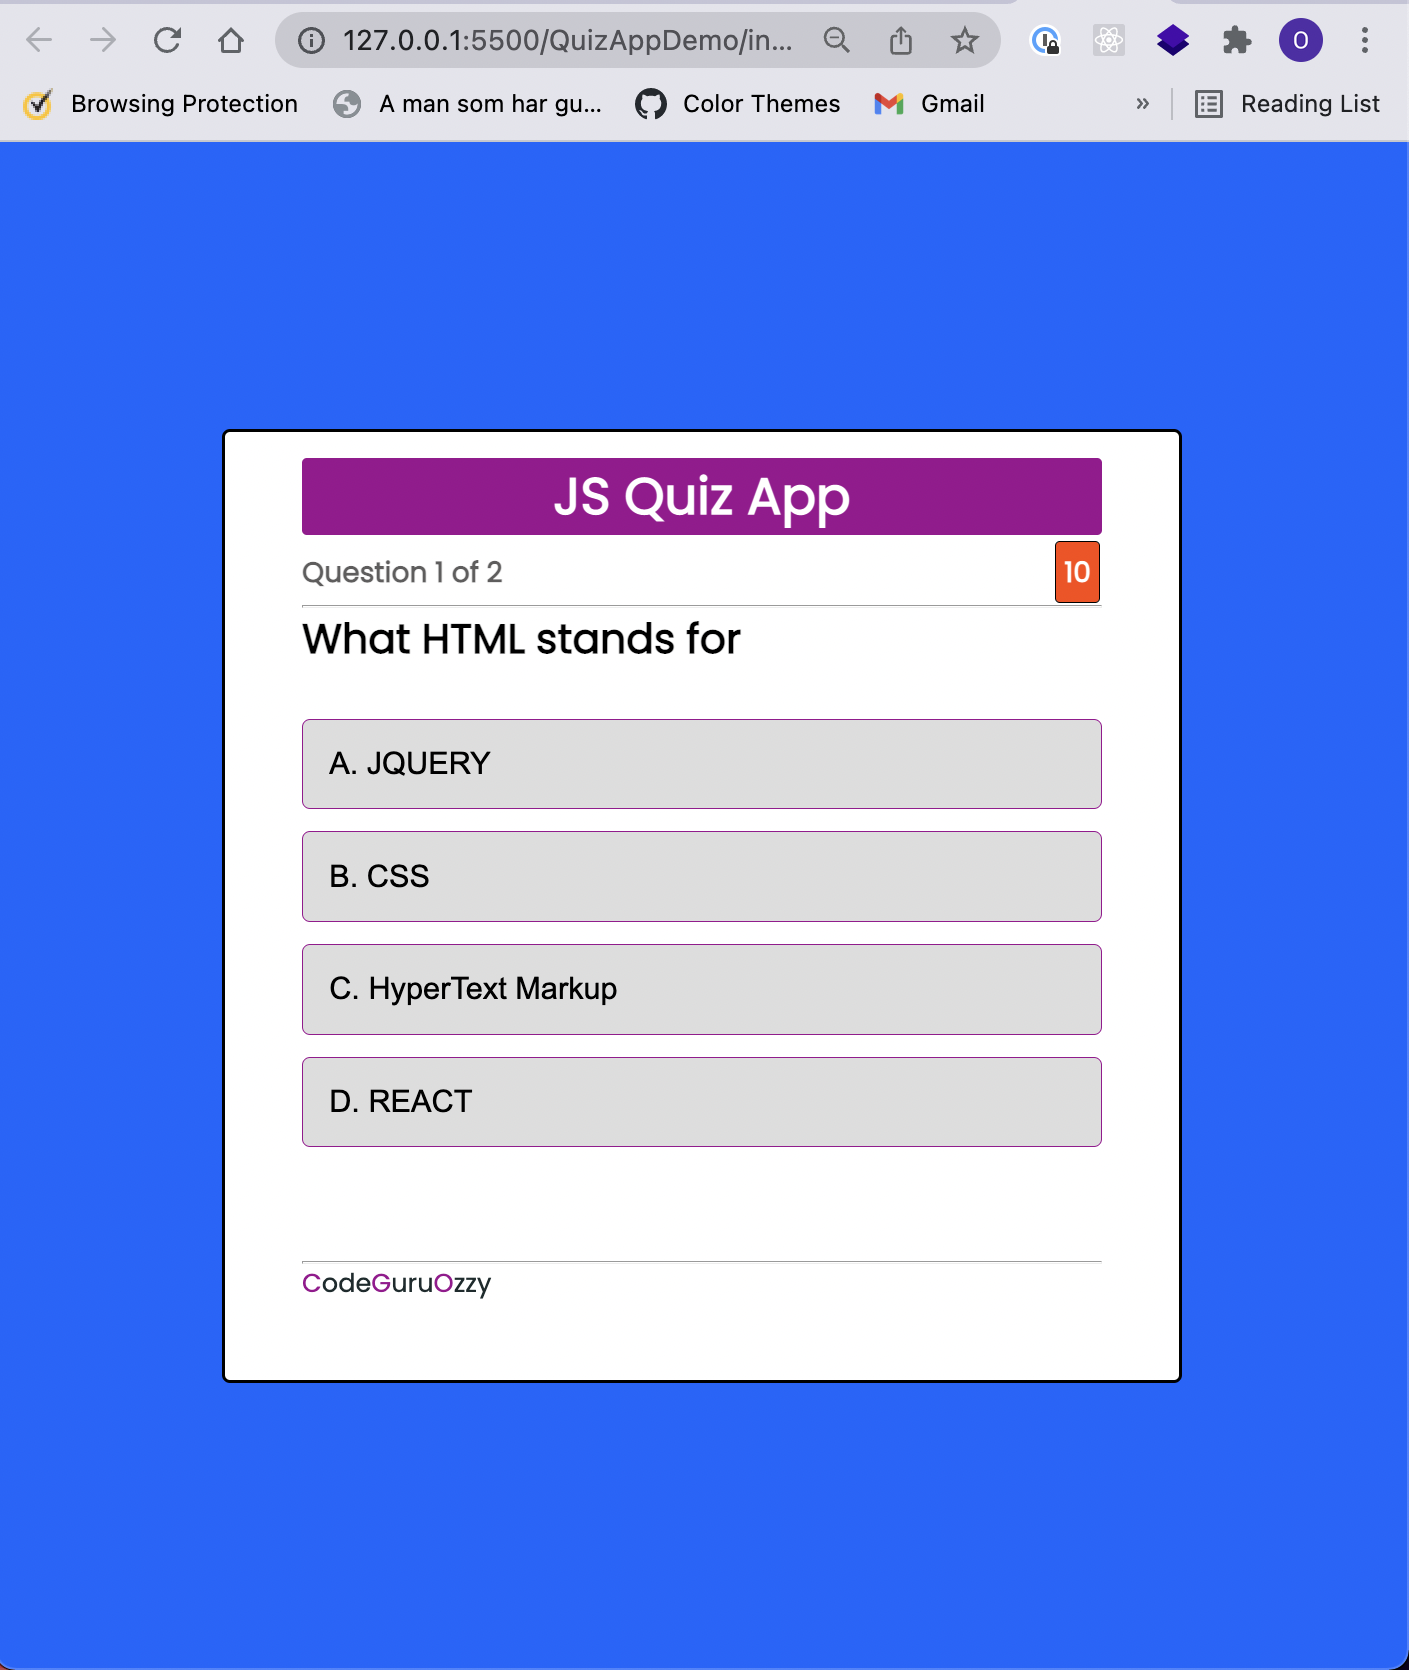 127.0.0.1:5500/QuizAppDemo/in...
O
Browsing Protection
A man som har gu...
Color Themes
Gmail
»
Reading List
JS Quiz App
Question 1 of 2
10
What HTML stands for
A. JQUERY
B. CSS
C. HyperText Markup
D. REACT
CodeGuruOzzy